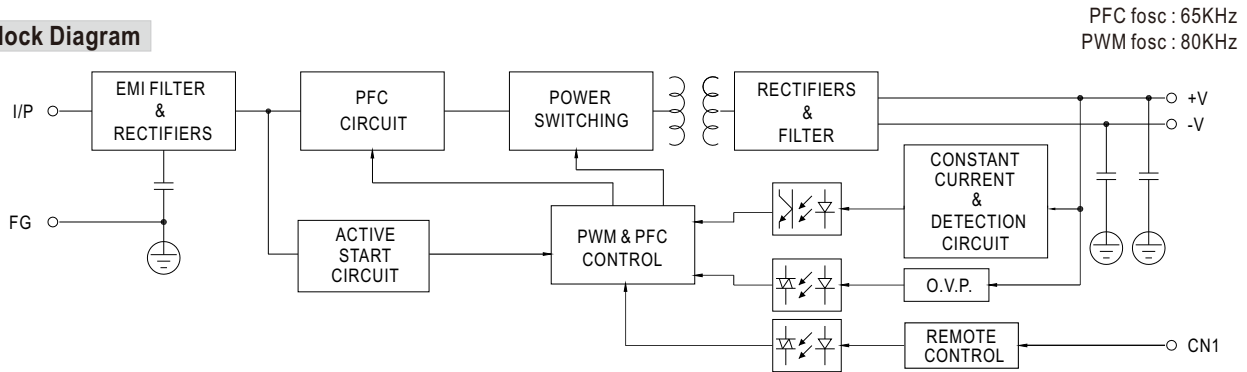 PFC fosc : 65KHz
PWM fosc : 80KHz
lock Diagram
I/P
EMI FILTER
&
RECTIFIERS
PFC
CIRCUIT
POWER
SWITCHING
RECTIFIERS
&
FILTER
+V
-V
FG
ACTIVE
START
CIRCUIT
PWM & PFC
CONTROL
CONSTANT
CURRENT
&
DETECTION
CIRCUIT
O.V.P.
REMOTE
CONTROL
CN1